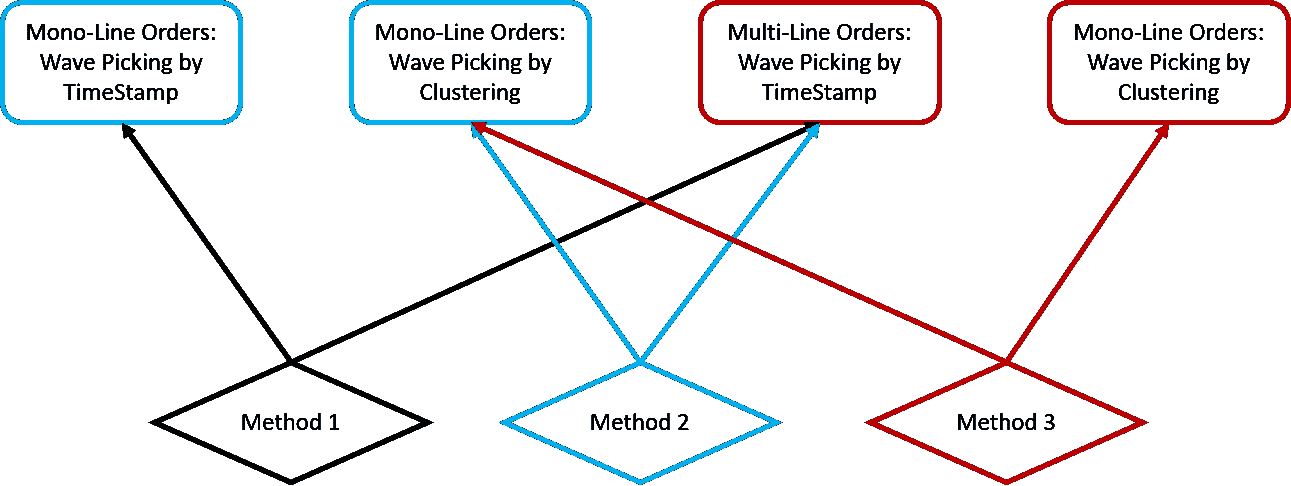 Mono-Line Orders:
Wave Picking by
TimeStamp
Mono-Line Orders:
Wave Picking by
Clustering
Multi-Line Orders:
Wave Picking by
TimeStamp
Mono-Line Orders:
Wave Picking by
Clustering
Method 1
Method 2
Method 3